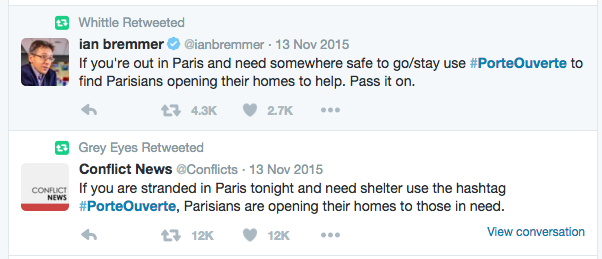 Whittle Retweeted
ian bremmer @ianbremmer · 13 Nov 2015
If you're out in Paris and need somewhere safe to go/stay use #PorteOuverte to
find Parisians opening their homes to help. Pass it on.
4.3K 2.7K
Grey Eyes Retweeted
Conflict News @Conflicts · 13 Nov 2015
CONFLICT
NEWS
If you are stranded in Paris tonight and need shelter use the hashtag
#PorteOuverte, Parisians are opening their homes to those in need.
12K 12K
View conversation